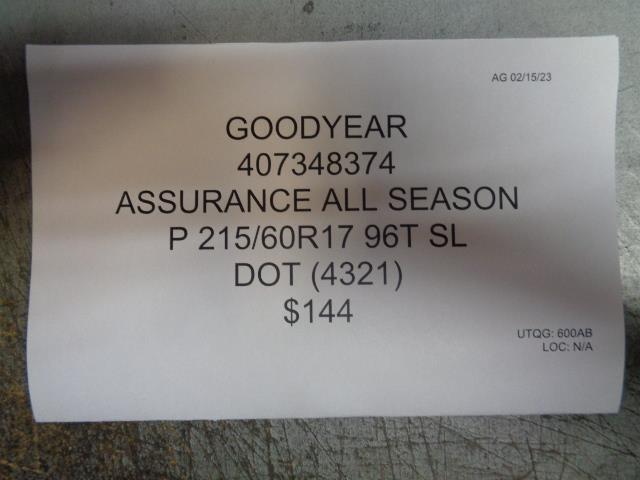 AG 02/15/23
GOODYEAR
407348374
ASSURANCE ALL SEASON
P 215/60R17 96T SL
DOT (4321)
$144
UTQG: 600AB
LOC: N/A